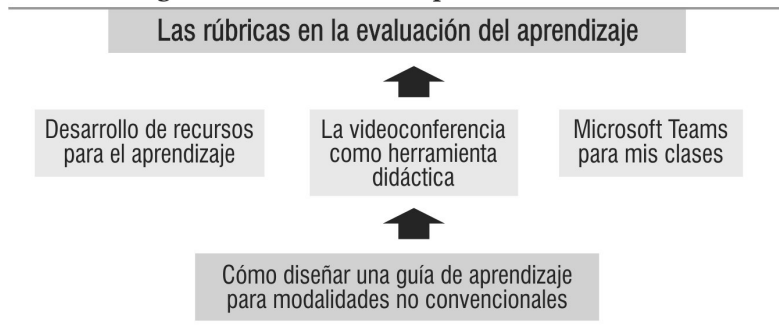 Las rúbricas en la evaluación del aprendizaje
Desarrollo de recursos
para el aprendizaje
La videoconferencia
como herramienta
didáctica
Microsoft Teams
para mis clases
Cómo diseñar una guía de aprendizaje
para modalidades no convencionales